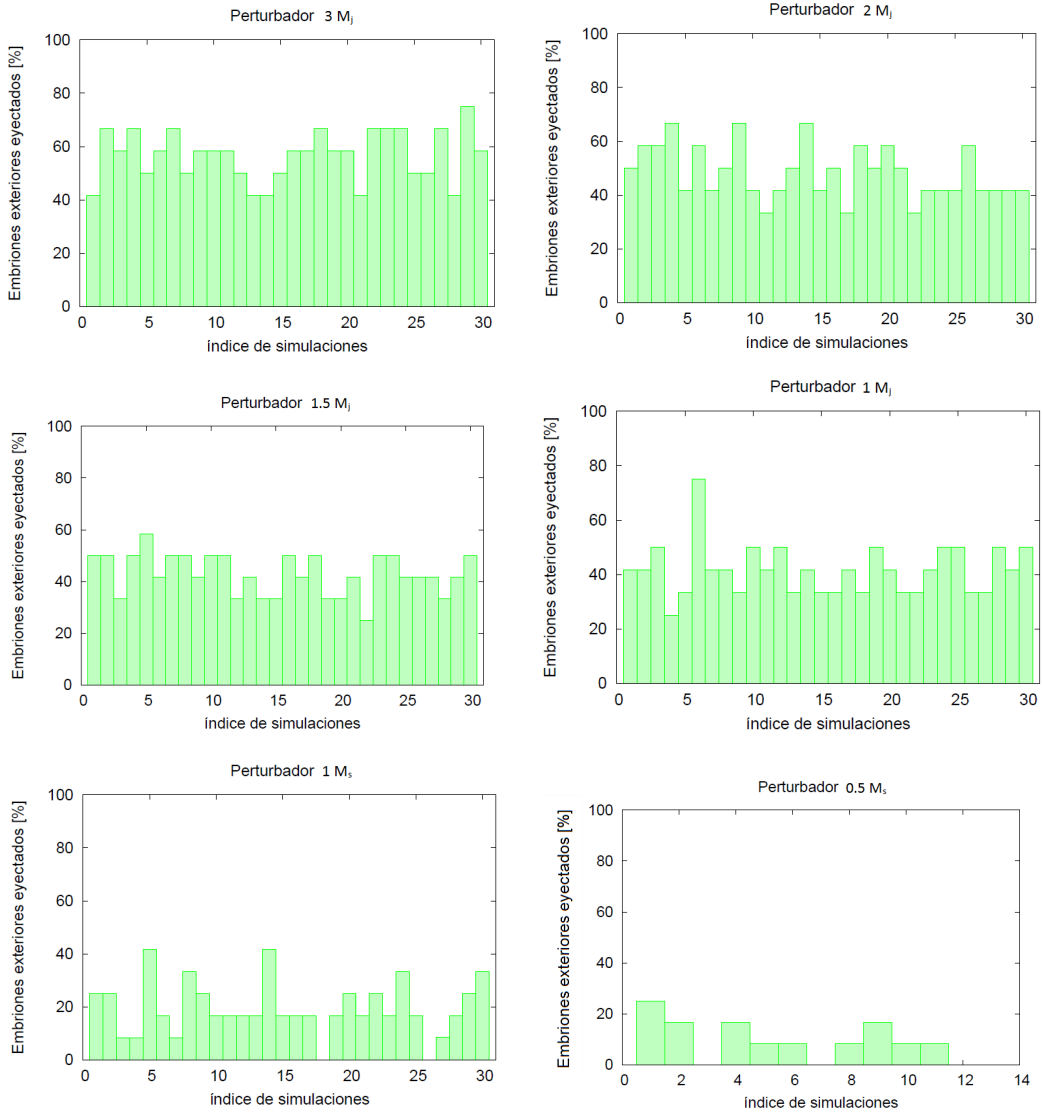 Perturbador 3 Mⱼ
Embriones exteriores eyectados [%]
100
80
60
40
20
0
0 5 10 15 20 25 30
índice de simulaciones
Perturbador 2 Mⱼ
Embriones exteriores eyectados [%]
100
80
60
40
20
0
0 5 10 15 20 25 30
índice de simulaciones
Perturbador 1.5 Mⱼ
Embriones exteriores eyectados [%]
100
80
60
40
20
0
0 5 10 15 20 25 30
índice de simulaciones
Perturbador 1 Mⱼ
Embriones exteriores eyectados [%]
100
80
60
40
20
0
0 5 10 15 20 25 30
índice de simulaciones
Perturbador 1 Mₛ
Embriones exteriores eyectados [%]
100
80
60
40
20
0
0 5 10 15 20 25 30
índice de simulaciones
Perturbador 0.5 Mₛ
Embriones exteriores eyectados [%]
100
80
60
40
20
0
0 2 4 6 8 10 12 14
índice de simulaciones